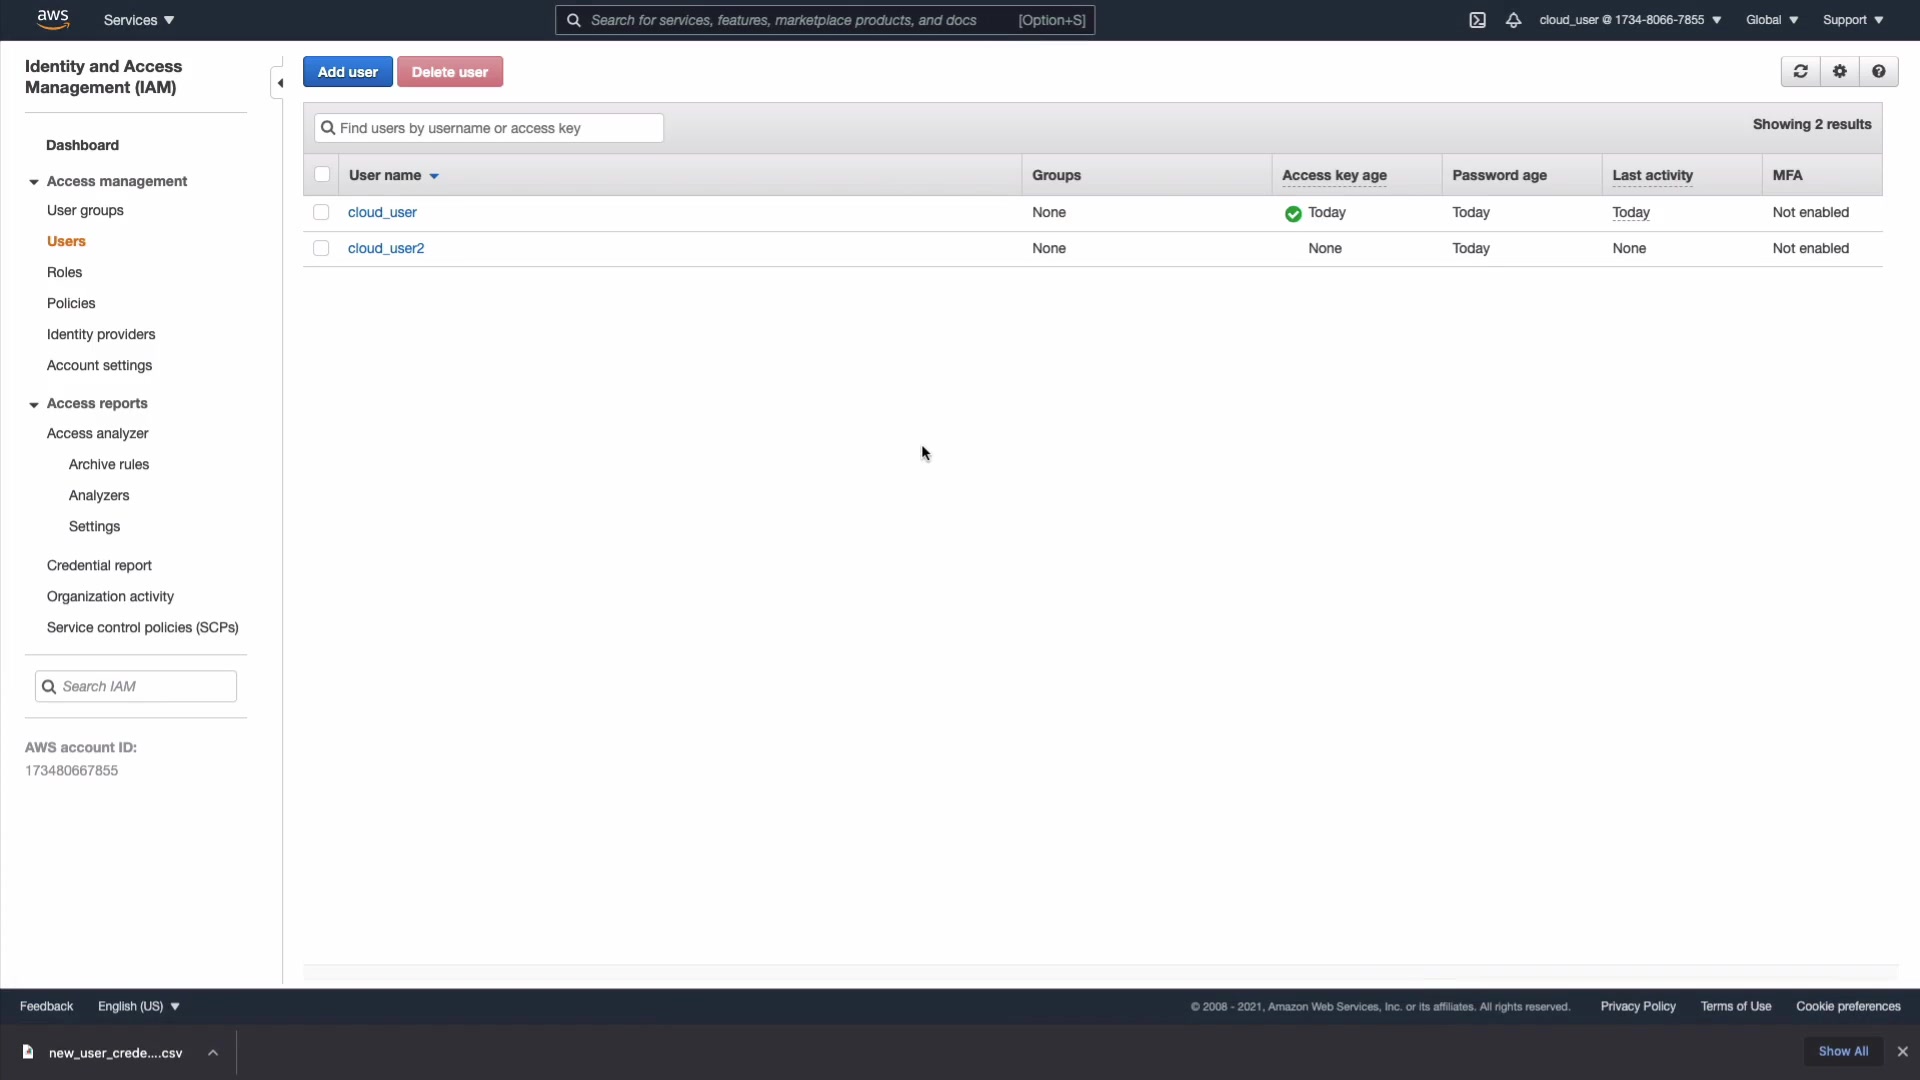 aws
Services
Search for services, features, marketplace products, and docs
[Option+S]
cloud_user @ 1734-8066-7855
Global
Support
Identity and Access
Management (IAM)
Dashboard
Access management
User groups
Users
Roles
Policies
Identity providers
Account settings
Access reports
Access analyzer
Archive rules
Analyzers
Settings
Credential report
Organization activity
Service control policies (SCPs)
Search IAM
AWS account ID:
173480667855
Add user
Delete user
Find users by username or access key
Showing 2 results
User name Groups Access key age Password age Last activity MFA
cloud_user None Today Today Today Not enabled
cloud_user2 None None Today None Not enabled
Feedback
English (US)
© 2008 - 2021, Amazon Web Services, Inc. or its affiliates. All rights reserved.
Privacy Policy
Terms of Use
Cookie preferences
new_user_crede....csv
Show All